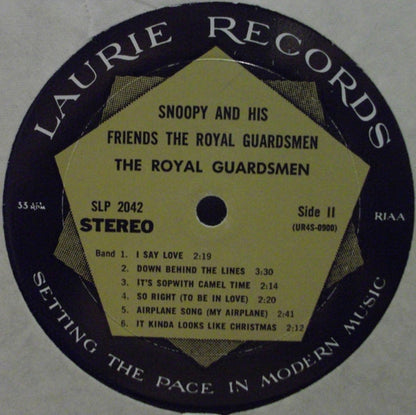 LAURIE RECORDS
SNOOPY AND HIS
FRIENDS THE ROYAL GUARDSMEN
THE ROYAL GUARDSMEN
SLP 2042
STEREO
Side II
(UR4S-0900)
33 ⅓
RIAA
Band 1. I SAY LOVE 2:19
2. DOWN BEHIND THE LINES 3:30
3. IT'S SOPWITH CAMEL TIME 2:14
4. SO RIGHT (TO BE IN LOVE) 2:20
5. AIRPLANE SONG (MY AIRPLANE) 2:41
6. IT KINDA LOOKS LIKE CHRISTMAS 2:12
SETTING THE PACE IN MODERN MUSIC